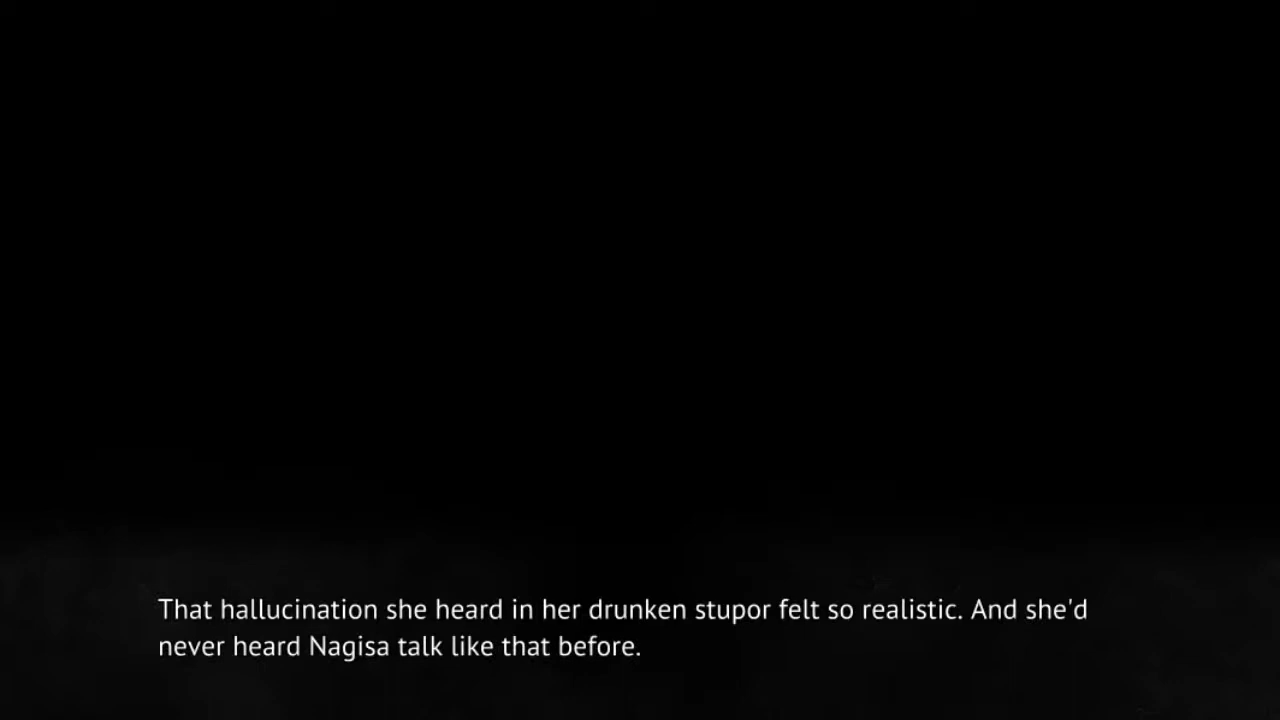 That hallucination she heard in her drunken stupor felt so realistic. And she'd
never heard Nagisa talk like that before.